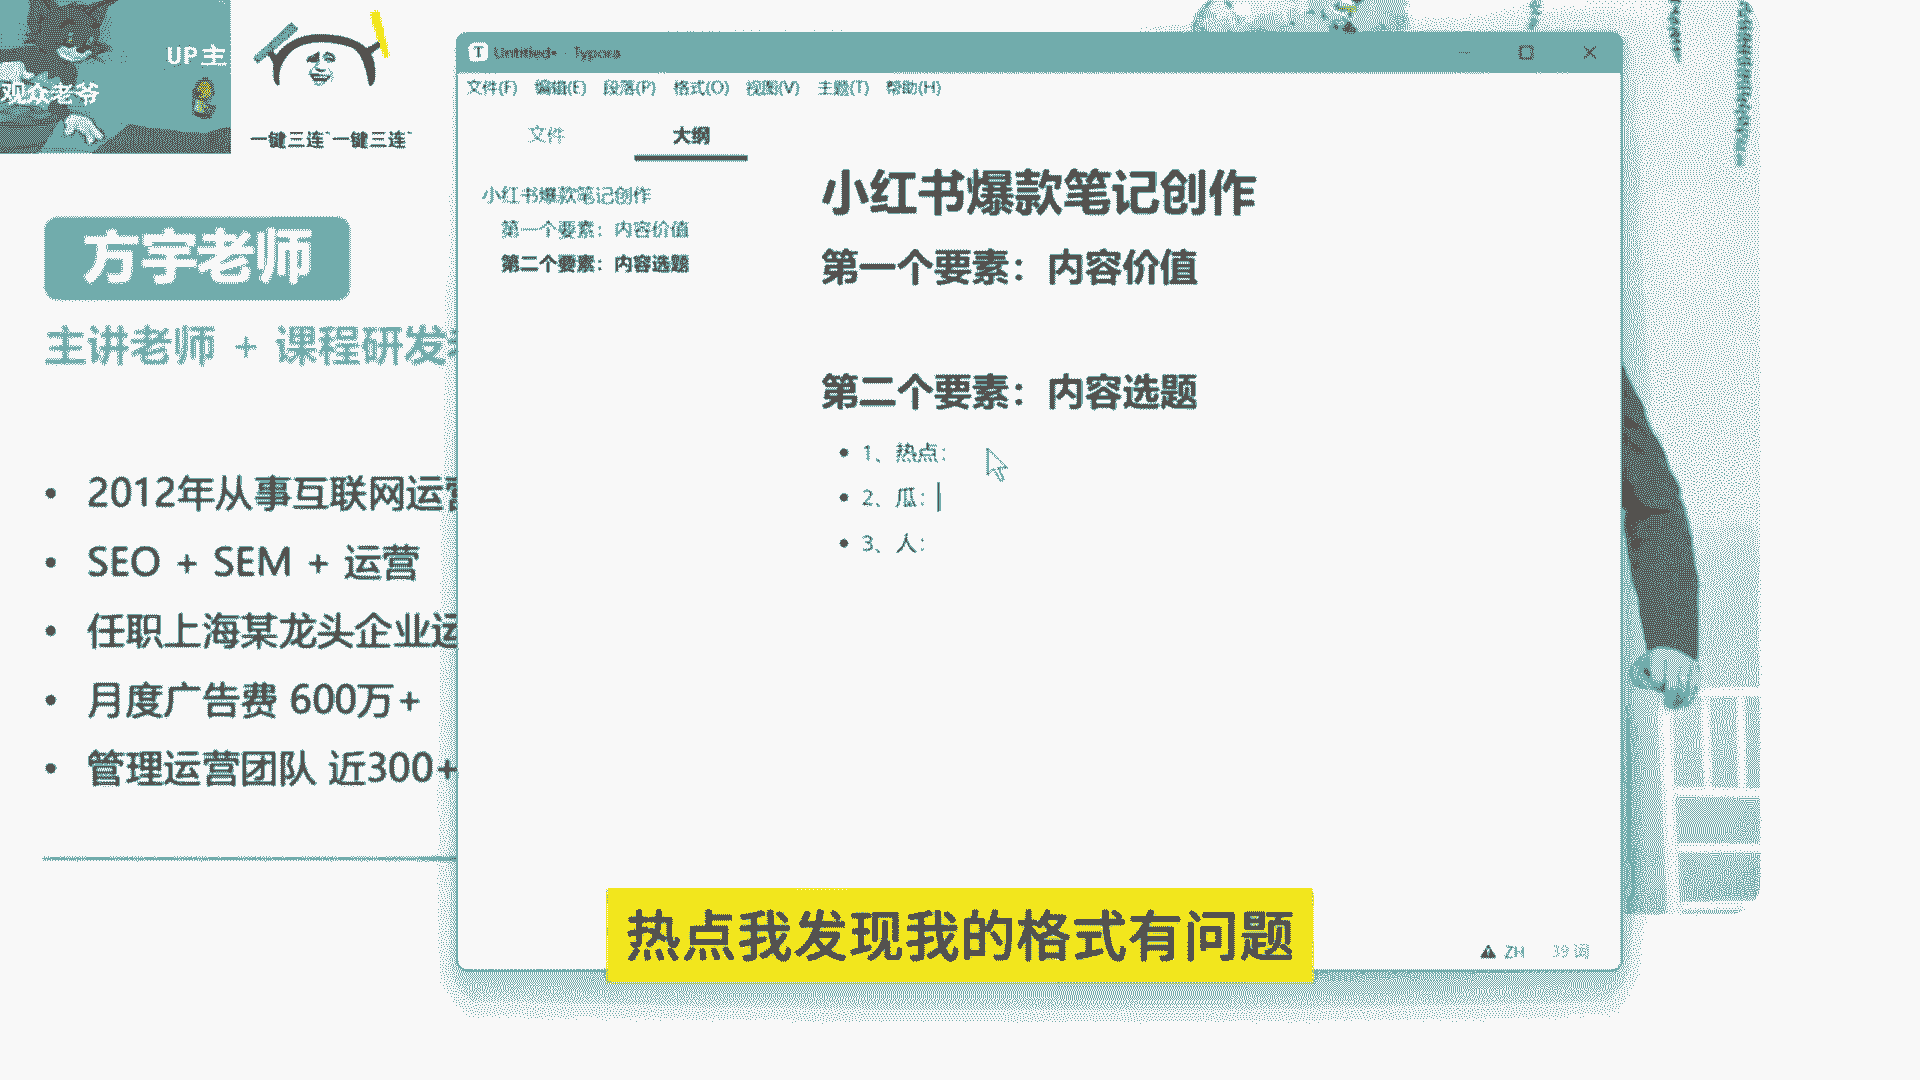 UP主
观众老爷
一键三连 一键三连
方宇老师
主讲老师 + 课程研发
• 2012年从事互联网运营
• SEO + SEM + 运营
• 任职上海某龙头企业运
• 月度广告费 600万+
• 管理运营团队 近300+
Untitled• - Typora
文件(F) 编辑(E) 段落(P) 格式(O) 视图(V) 主题(T) 帮助(H)
文件 大纲
小红书爆款笔记创作
第一个要素：内容价值
第二个要素：内容选题
小红书爆款笔记创作
第一个要素：内容价值
第二个要素：内容选题
• 1、热点：
• 2、瓜：
• 3、人：
ZH 39 词
热点我发现我的格式有问题